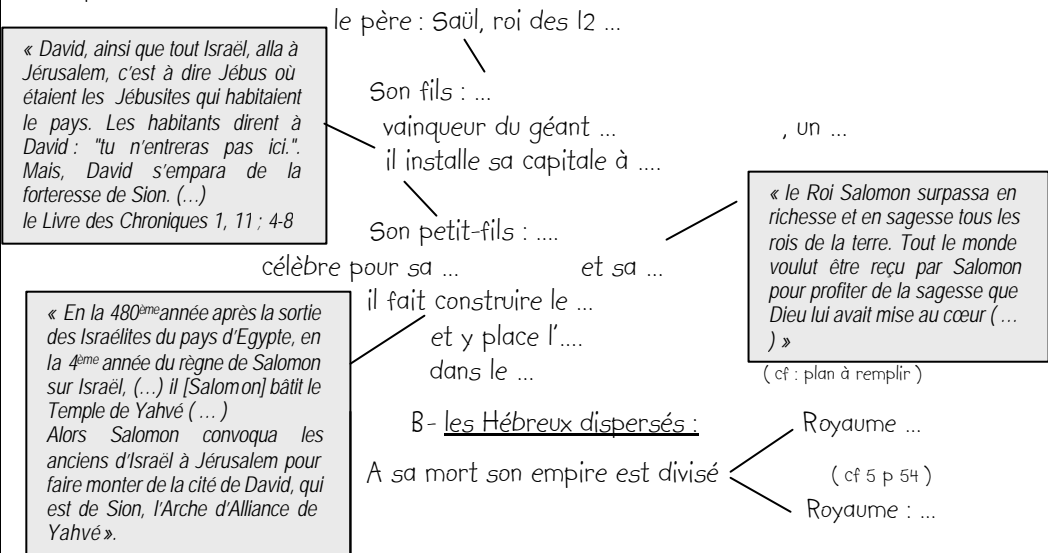 le père : Saül, roi des 12 ...
« David, ainsi que tout Israël, alla à
Jérusalem, c'est à dire Jébus où
étaient les Jébusites qui habitaient
le pays. Les habitants dirent à
David : "tu n'entreras pas ici.".
Mais, David s'empara de la
forteresse de Sion. (...)
le Livre des Chroniques 1, 11 ; 4-8
Son fils : ...
vainqueur du géant ... , un ...
il installe sa capitale à ....
Son petit-fils : ....
célèbre pour sa ... et sa ...
« le Roi Salomon surpassa en
richesse et en sagesse tous les
rois de la terre. Tout le monde
voulut être reçu par Salomon
pour profiter de la sagesse que
Dieu lui avait mise au cœur ( ...
) »
il fait construire le ...
et y place l'....
dans le ...
( cf : plan à remplir )
« En la 480ème année après la sortie
des Israélites du pays d'Egypte, en
la 4ème année du règne de Salomon
sur Israël, (...) il [Salomon] bâtit le
Temple de Yahvé ( ... )
Alors Salomon convoqua les
anciens d'Israël à Jérusalem pour
faire monter de la cité de David, qui
est de Sion, l'Arche d'Alliance de
Yahvé ».
B- les Hébreux dispersés :
A sa mort son empire est divisé
Royaume ...
( cf 5 p 54 )
Royaume : ...